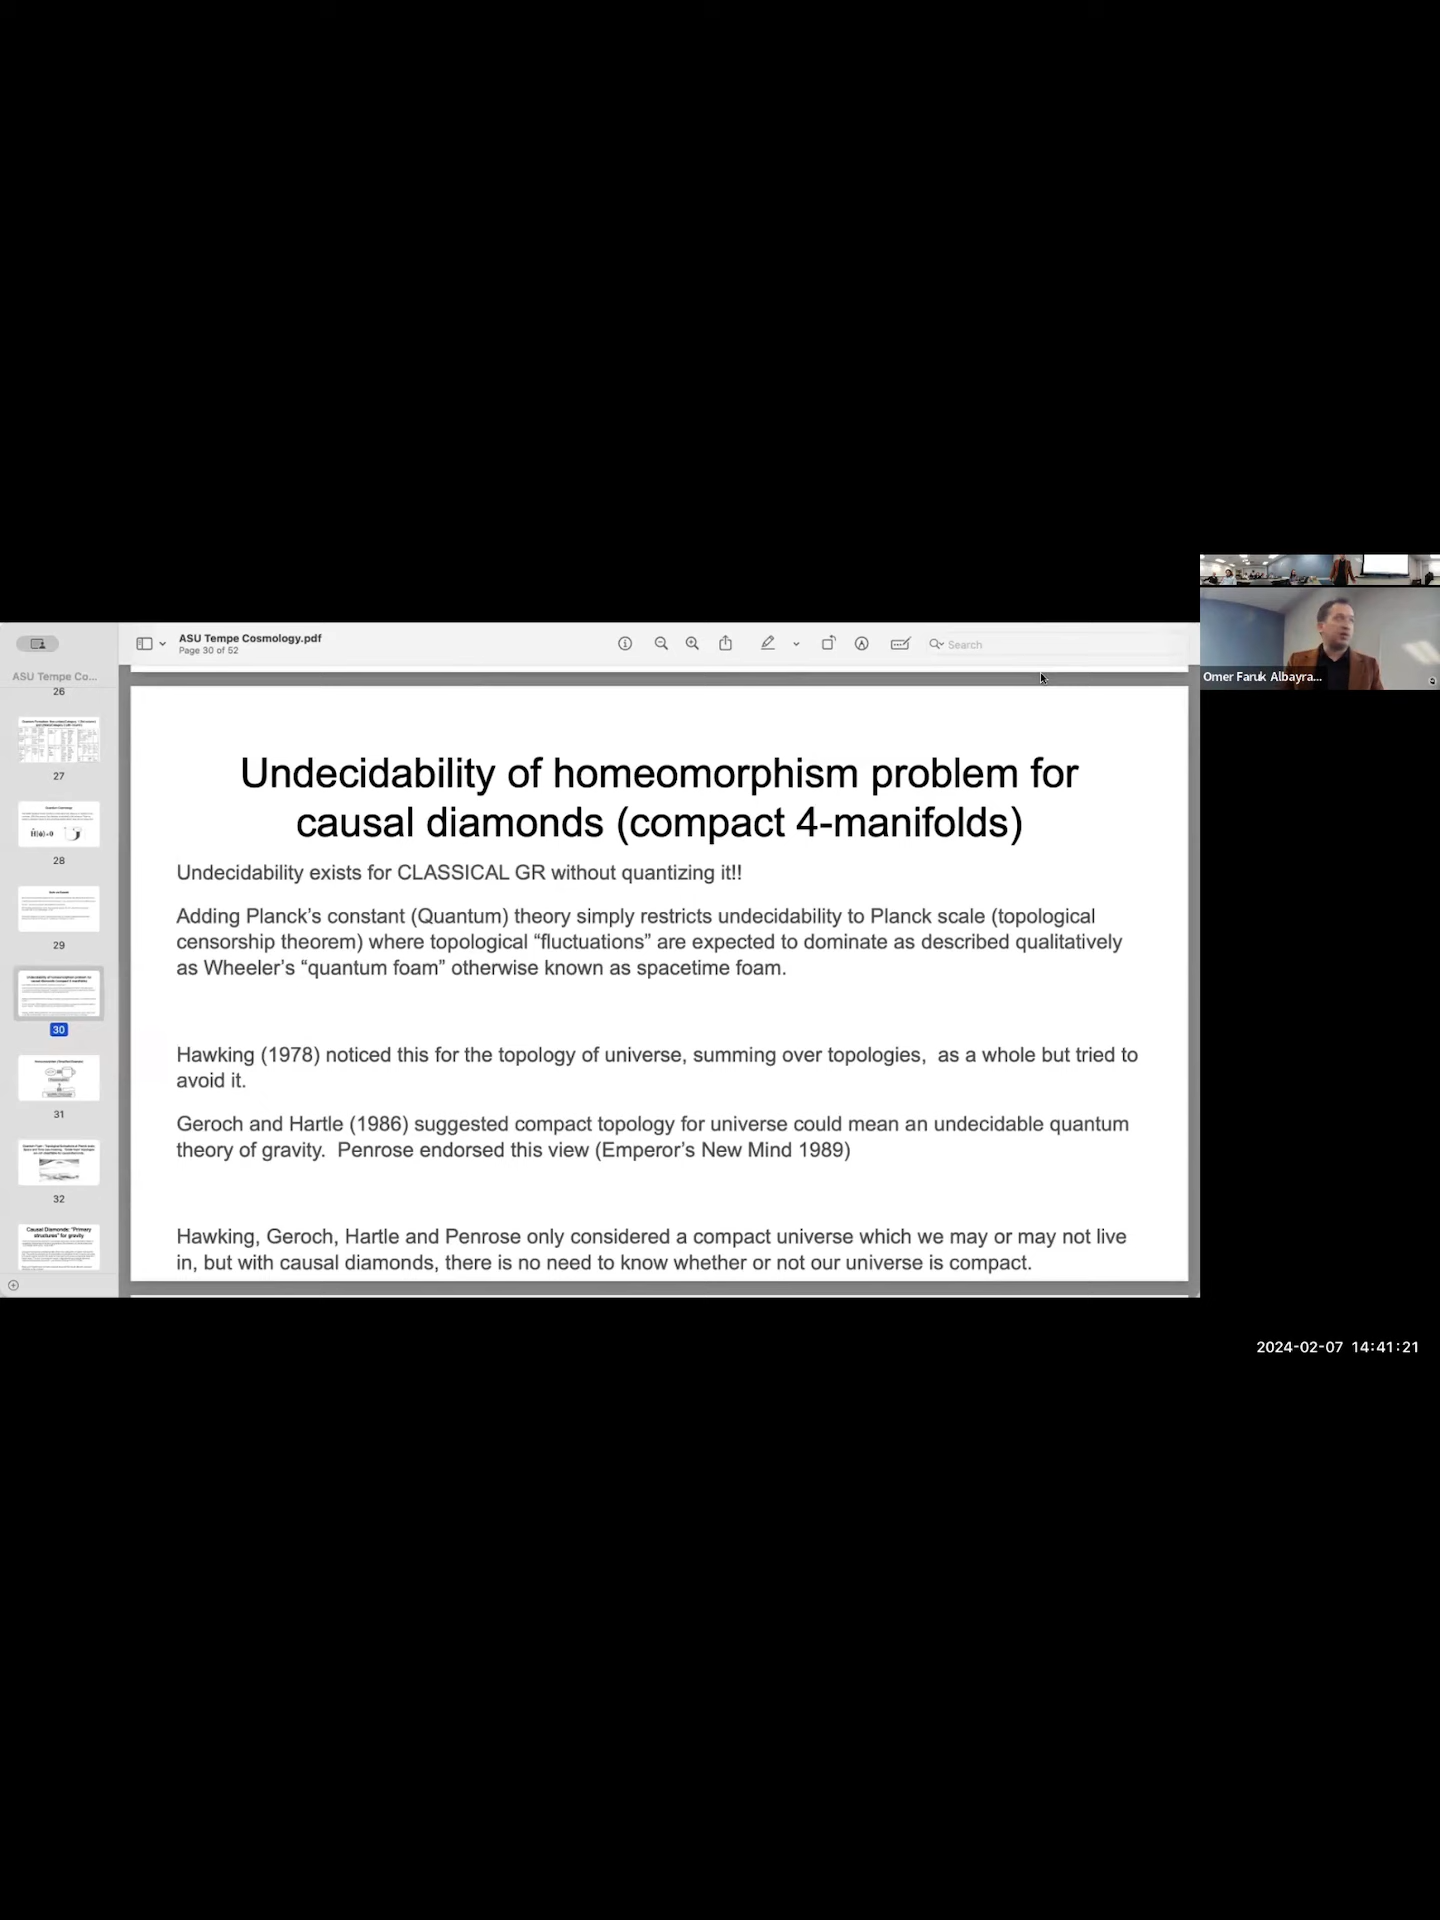 ASU Tempe Cosmology.pdf
Page 30 of 52
Search
ASU Tempe Co...
26
27
28
29
30
31
32
Causal Diamonds: "Primary
structures" for gravity
Omer Faruk Albayra...
Undecidability of homeomorphism problem for
causal diamonds (compact 4-manifolds)
Undecidability exists for CLASSICAL GR without quantizing it!!
Adding Planck's constant (Quantum) theory simply restricts undecidability to Planck scale (topological
censorship theorem) where topological “fluctuations” are expected to dominate as described qualitatively
as Wheeler's “quantum foam” otherwise known as spacetime foam.
Hawking (1978) noticed this for the topology of universe, summing over topologies,  as a whole but tried to
avoid it.
Geroch and Hartle (1986) suggested compact topology for universe could mean an undecidable quantum
theory of gravity.  Penrose endorsed this view (Emperor's New Mind 1989)
Hawking, Geroch, Hartle and Penrose only considered a compact universe which we may or may not live
in, but with causal diamonds, there is no need to know whether or not our universe is compact.
2024-02-07 14:41:21